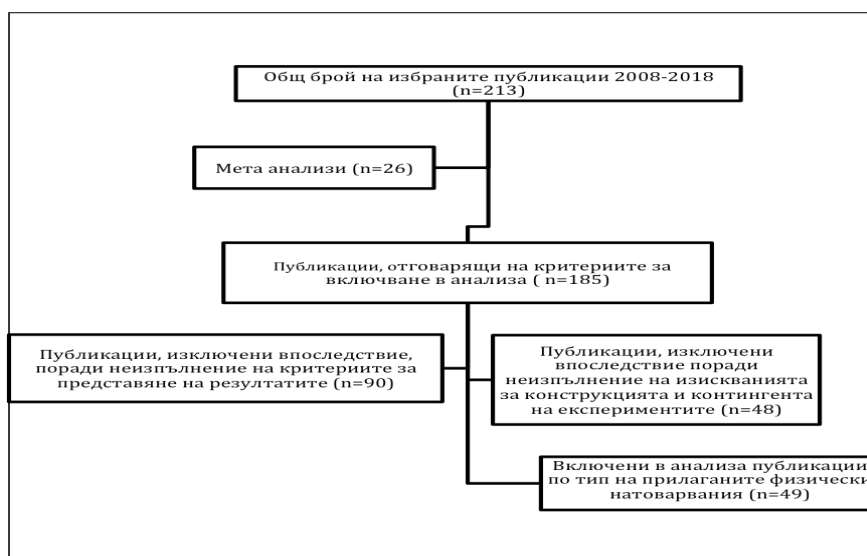 Общ брой на избраните публикации 2008-2018
(n=213)
Мета анализи (n=26)
Публикации, отговарящи на критериите за
включване в анализа ( n=185)
Публикации, изключени впоследствие,
поради неизпълнение на критериите за
представяне на резултатите (n=90)
Публикации, изключени
впоследствие поради
неизпълнение на изискванията
за конструкцията и контингента
на експериментите (n=48)
Включени в анализа публикации
по тип на прилаганите физически
натоварвания (n=49)